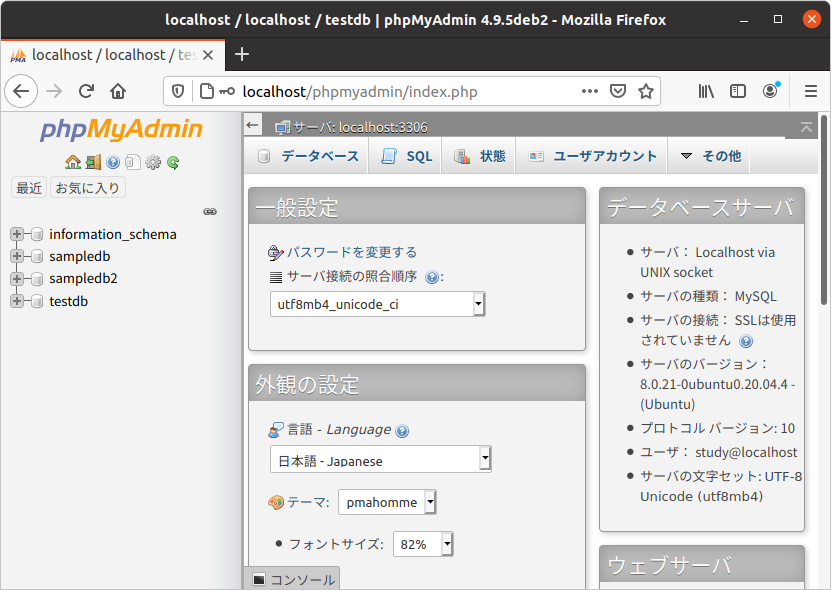 localhost / localhost / testdb | phpMyAdmin 4.9.5deb2 - Mozilla Firefox
localhost / localhost / tes
localhost/phpmyadmin/index.php
phpMyAdmin
最近 お気に入り
information_schema
sampledb
sampledb2
testdb
サーバ: localhost:3306
データベース SQL 状態 ユーザアカウント その他
一般設定
パスワードを変更する
サーバ接続の照合順序 :
utf8mb4_unicode_ci
外観の設定
言語 - Language
日本語 - Japanese
テーマ: pmahomme
フォントサイズ: 82%
コンソール
データベースサーバ
サーバ： Localhost via
UNIX socket
サーバの種類： MySQL
サーバの接続： SSLは使用
されていません
サーバのバージョン：
8.0.21-0ubuntu0.20.04.4 -
(Ubuntu)
プロトコル バージョン: 10
ユーザ： study@localhost
サーバの文字セット: UTF-8
Unicode (utf8mb4)
ウェブサーバ